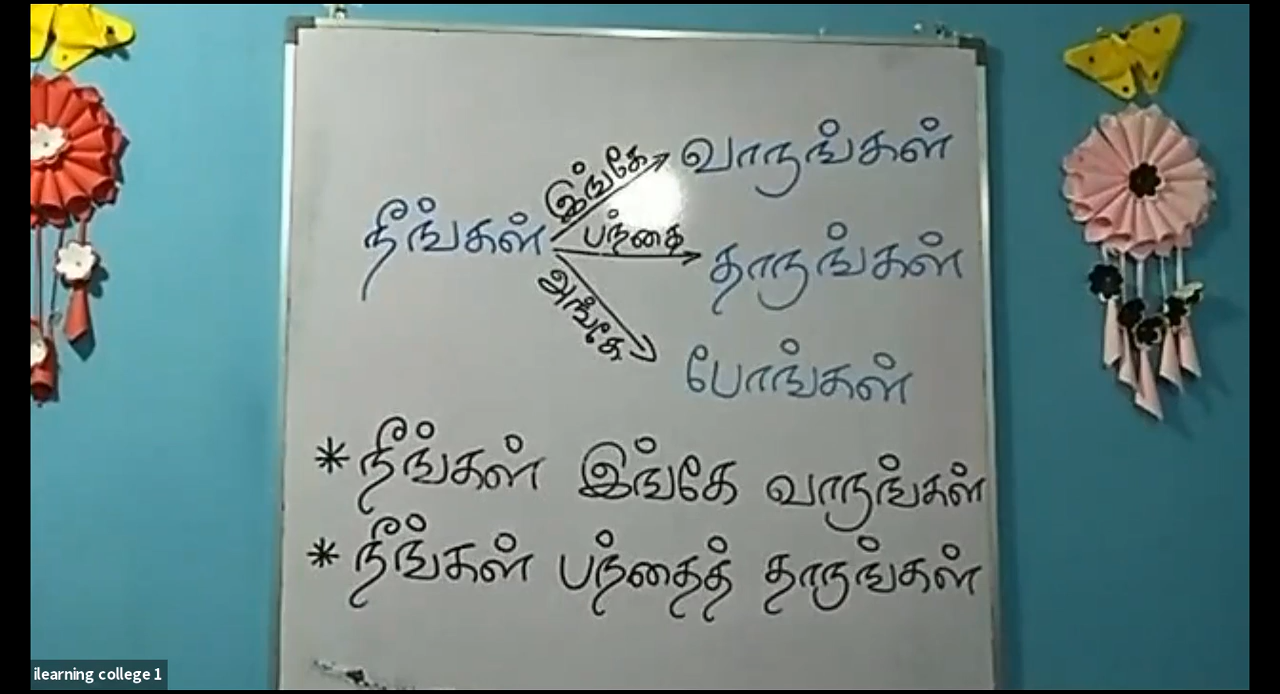 இங்கே வாருங்கள்
நீங்கள் பந்தை தாருங்கள்
அங்கே போங்கள்
* நீங்கள் இங்கே வாருங்கள்
* நீங்கள் பந்தைத் தாருங்கள்
ilearning college 1